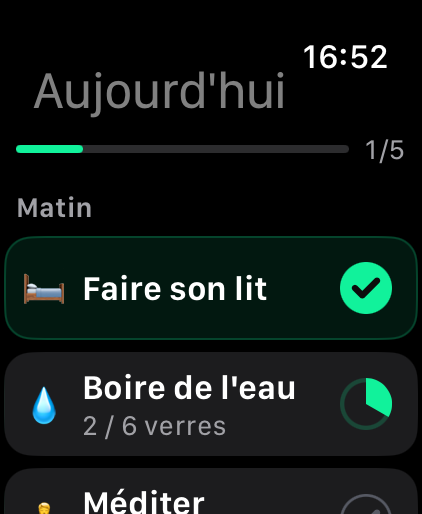 16:52
Aujourd'hui
1/5
Matin
Faire son lit
Boire de l'eau
2 / 6 verres
Méditer